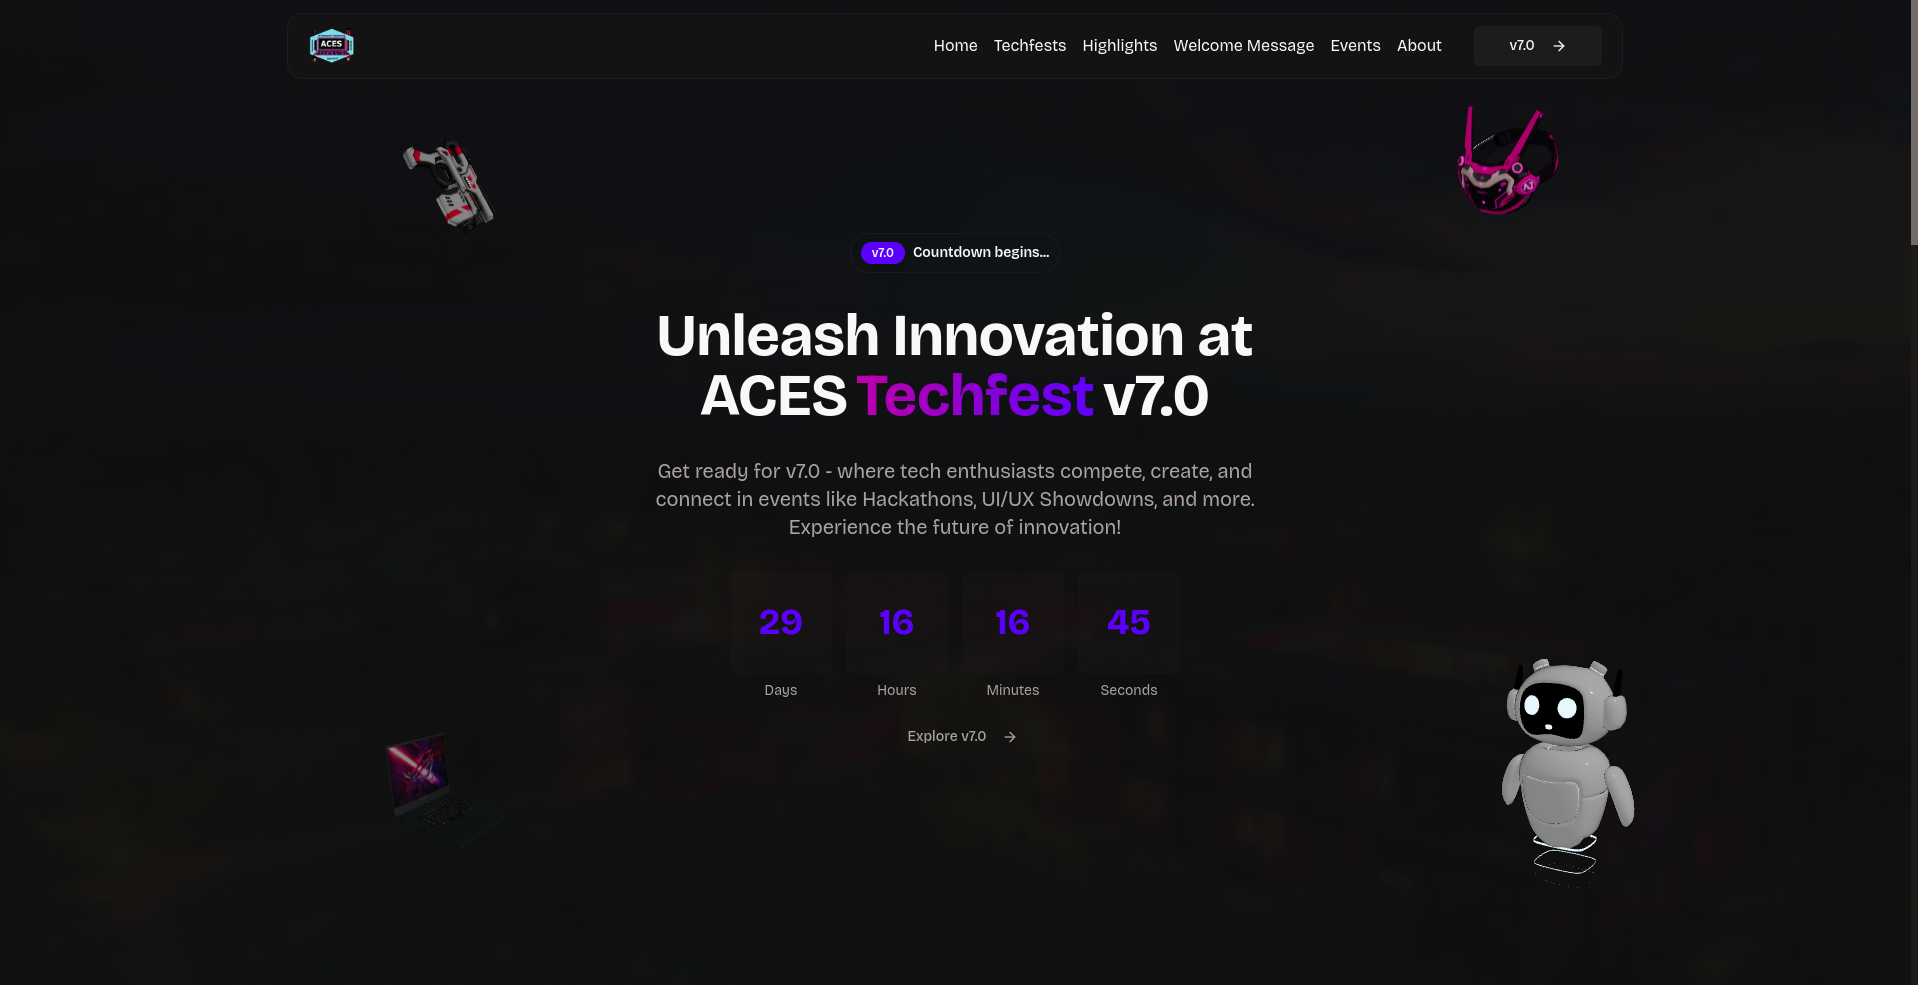 ACES
Home Techfests Highlights Welcome Message Events About v7.0
v7.0 Countdown begins...
Unleash Innovation at
ACES Techfest v7.0
Get ready for v7.0 - where tech enthusiasts compete, create, and
connect in events like Hackathons, UI/UX Showdowns, and more.
Experience the future of innovation!
29 16 16 45
Days Hours Minutes Seconds
Explore v7.0